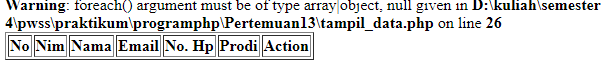 Warning: foreach() argument must be of type array|object, null given in D:\kuliah\semester
4\pwss\praktikum\programphp\Pertemuan13\tampil_data.php on line 26
No Nim Nama Email No. Hp Prodi Action